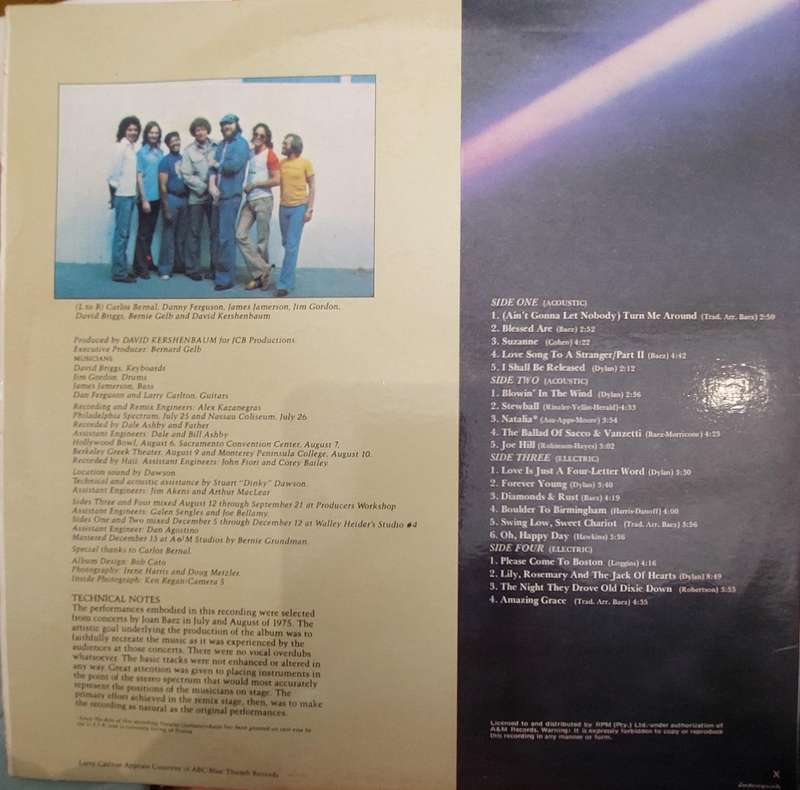 (L to R) Carlos Bernal, Danny Ferguson, James Jamerson, Jim Gordon,
David Briggs, Bernie Gelb and David Kershenbaum
Produced by DAVID KERSHENBAUM for JCB Productions
Executive Producer: Bernard Gelb
MUSICIANS
David Briggs, Keyboards
Jim Gordon, Drums
James Jamerson, Bass
Dan Ferguson and Larry Carlton, Guitars
Recording and Remix Engineers: Alex Kazanegras
Philadelphia Spectrum, July 25 and Nassau Coliseum, July 26
Recorded by Dale Ashby and Father
Assistant Engineers: Dale and Bill Ashby
Hollywood Bowl, August 6, Sacramento Convention Center, August 7,
Berkeley Greek Theater, August 9 and Monterey Peninsula College, August 10.
Recorded by Haji. Assistant Engineers: John Fiori and Corey Bailey.
Location sound by Dawson
Technical and acoustic assistance by Stuart "Dinky" Dawson.
Assistant Engineers: Jim Akens and Arthur MacLear
Sides Three and Four mixed August 12 through September 21 at Producers Workshop
Assistant Engineers: Galen Sengles and Joe Bellamy.
Sides One and Two mixed December 5 through December 12 at Walley Heider's Studio #4
Assistant Engineer: Dan Agostino
Mastered December 15 at A&M Studios by Bernie Grundman.
Special thanks to Carlos Bernal.
Album Design: Bob Cato
Photography: Irene Harris and Doug Metzler
Inside Photograph: Ken Regan/Camera 5
TECHNICAL NOTES
The performances embodied in this recording were selected
from concerts by Joan Baez in July and August of 1975. The
artistic goal underlying the production of the album was to
faithfully recreate the music as it was experienced by the
audiences at those concerts. There were no vocal overdubs
whatsoever. The basic tracks were not enhanced or altered in
any way. Great attention was given to placing instruments in
the point of the stereo spectrum that would most accurately
represent the positions of the musicians on stage. The
primary effort achieved in the remix stage, then, was to make
the recording as natural as the original performances.
Larry Carlton Appears Courtesy of ABC/Blue Thumb Records
SIDE ONE (ACOUSTIC)
1. (Ain't Gonna Let Nobody) Turn Me Around (Trad. Arr. Baez) 2:50
2. Blessed Are (Baez) 2:52
3. Suzanne (Cohen) 4:22
4. Love Song To A Stranger/Part II (Baez) 4:42
5. I Shall Be Released (Dylan) 2:12
SIDE TWO (ACOUSTIC)
1. Blowin' In The Wind (Dylan) 2:36
2. Stewball (Rinzler-Yellin-Herald) 4:33
3. Natalia* 3:54
4. The Ballad Of Sacco & Vanzetti (Baez-Morricone) 4:25
5. Joe Hill (Robinson-Hayes) 3:02
SIDE THREE (ELECTRIC)
1. Love Is Just A Four-Letter Word (Dylan) 3:30
2. Forever Young (Dylan) 3:40
3. Diamonds & Rust (Baez) 4:19
4. Boulder To Birmingham (Harris-Danoff) 4:00
5. Swing Low, Sweet Chariot (Trad. Arr. Baez) 3:56
6. Oh, Happy Day (Hawkins) 3:36
SIDE FOUR (ELECTRIC)
1. Please Come To Boston (Loggins) 4:16
2. Lily, Rosemary And The Jack Of Hearts (Dylan) 8:49
3. The Night They Drove Old Dixie Down (Robertson) 3:33
4. Amazing Grace (Trad. Arr. Baez) 4:35
Licensed to and distributed by RPM (Pty.) Ltd. under authorization of
A&M Records. Warning: It is expressly forbidden to copy or reproduce
this recording in any manner or form.
X